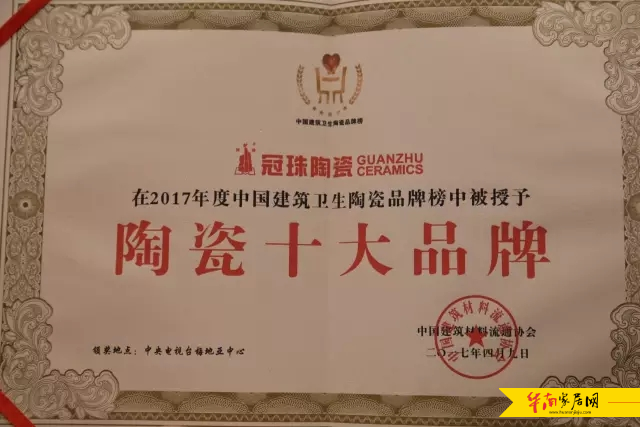 中国建筑卫生陶瓷品牌榜
冠珠陶瓷 GUANZHU CERAMICS
在2017年度中国建筑卫生陶瓷品牌榜中被授予
陶瓷十大品牌
中国建筑材料流通协会
二〇一七年四月九日
颁奖地点:中央电视台梅地亚中心
华南家居网